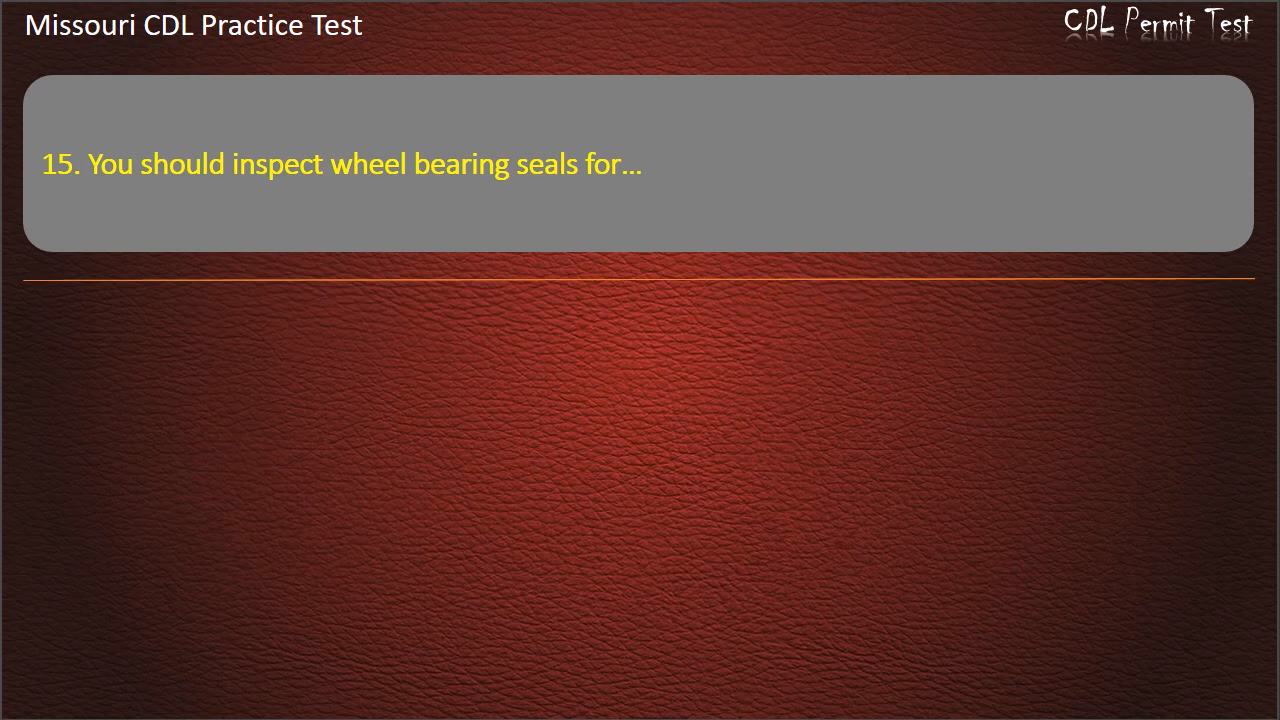 Missouri CDL Practice Test
CDL Permit Test
15. You should inspect wheel bearing seals for...